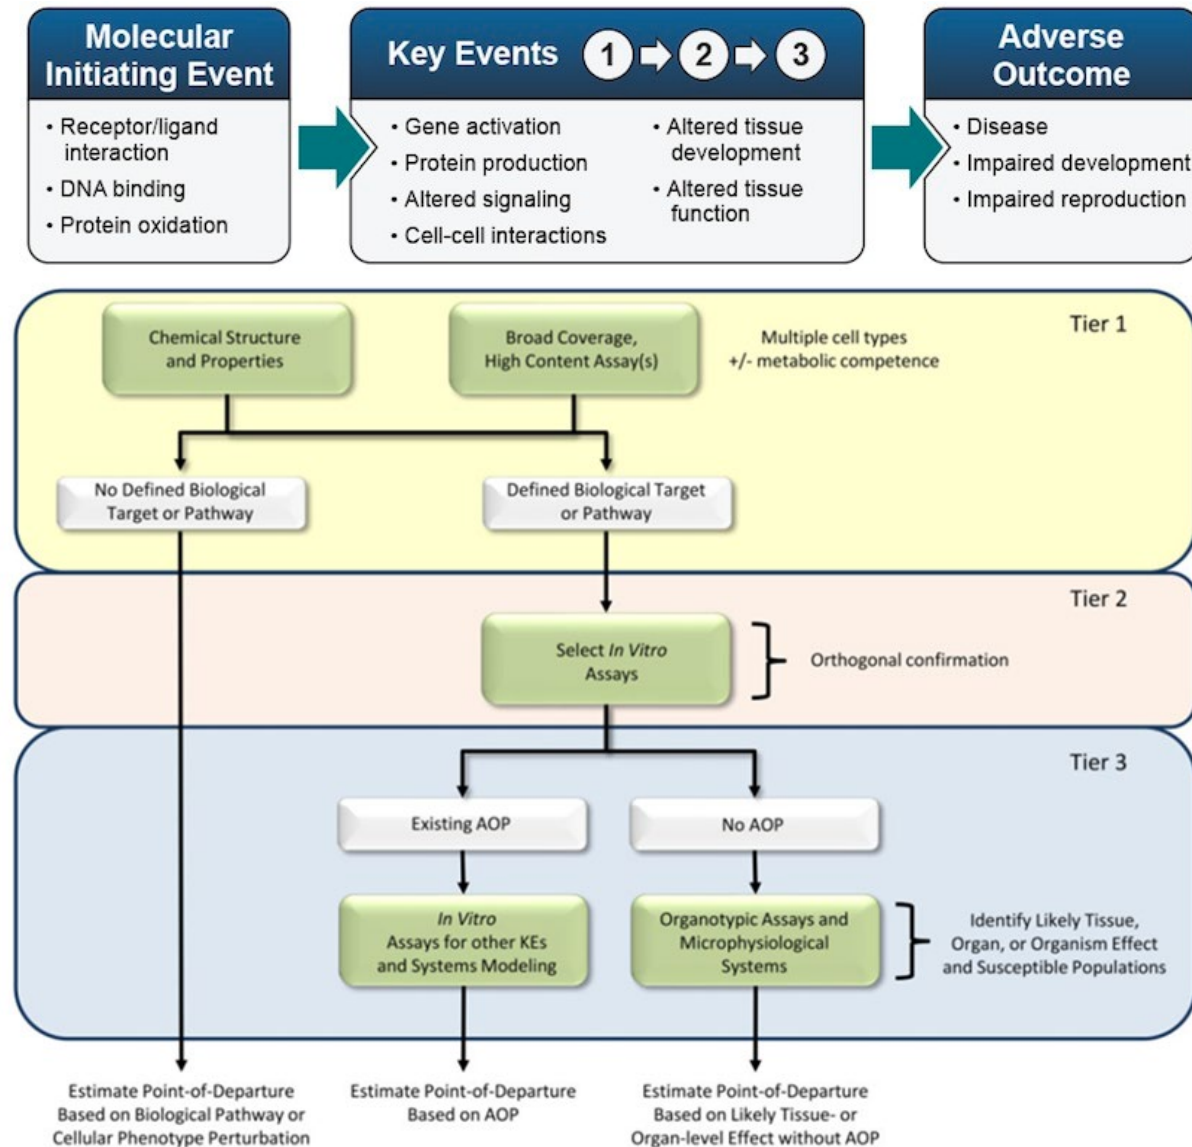 Molecular
Initiating Event
• Receptor/ligand
interaction
• DNA binding
• Protein oxidation
Key Events 1 2 3
• Gene activation
• Protein production
• Altered signaling
• Cell-cell interactions
• Altered tissue
development
• Altered tissue
function
Adverse
Outcome
• Disease
• Impaired development
• Impaired reproduction
Tier 1
Chemical Structure
and Properties
Broad Coverage,
High Content Assay(s)
Multiple cell types
+/- metabolic competence
No Defined Biological
Target or Pathway
Defined Biological Target
or Pathway
Tier 2
Select In Vitro
Assays
Orthogonal confirmation
Tier 3
Existing AOP
No AOP
In Vitro
Assays for other KEs
and Systems Modeling
Organotypic Assays and
Microphysiological
Systems
Identify Likely Tissue,
Organ, or Organism Effect
and Susceptible Populations
Estimate Point-of-Departure
Based on Biological Pathway or
Cellular Phenotype Perturbation
Estimate Point-of-Departure
Based on AOP
Estimate Point-of-Departure
Based on Likely Tissue- or
Organ-level Effect without AOP